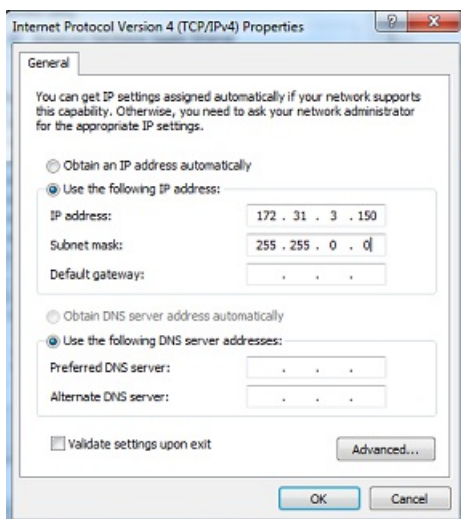 Internet Protocol Version 4 (TCP/IPv4) Properties
General
You can get IP settings assigned automatically if your network supports
this capability. Otherwise, you need to ask your network administrator
for the appropriate IP settings.
Obtain an IP address automatically
Use the following IP address:
IP address: 172 . 31 . 3 . 150
Subnet mask: 255 . 255 . 0 . 0
Default gateway: . . .
Obtain DNS server address automatically
Use the following DNS server addresses:
Preferred DNS server: . . .
Alternate DNS server: . . .
Validate settings upon exit
Advanced...
OK Cancel